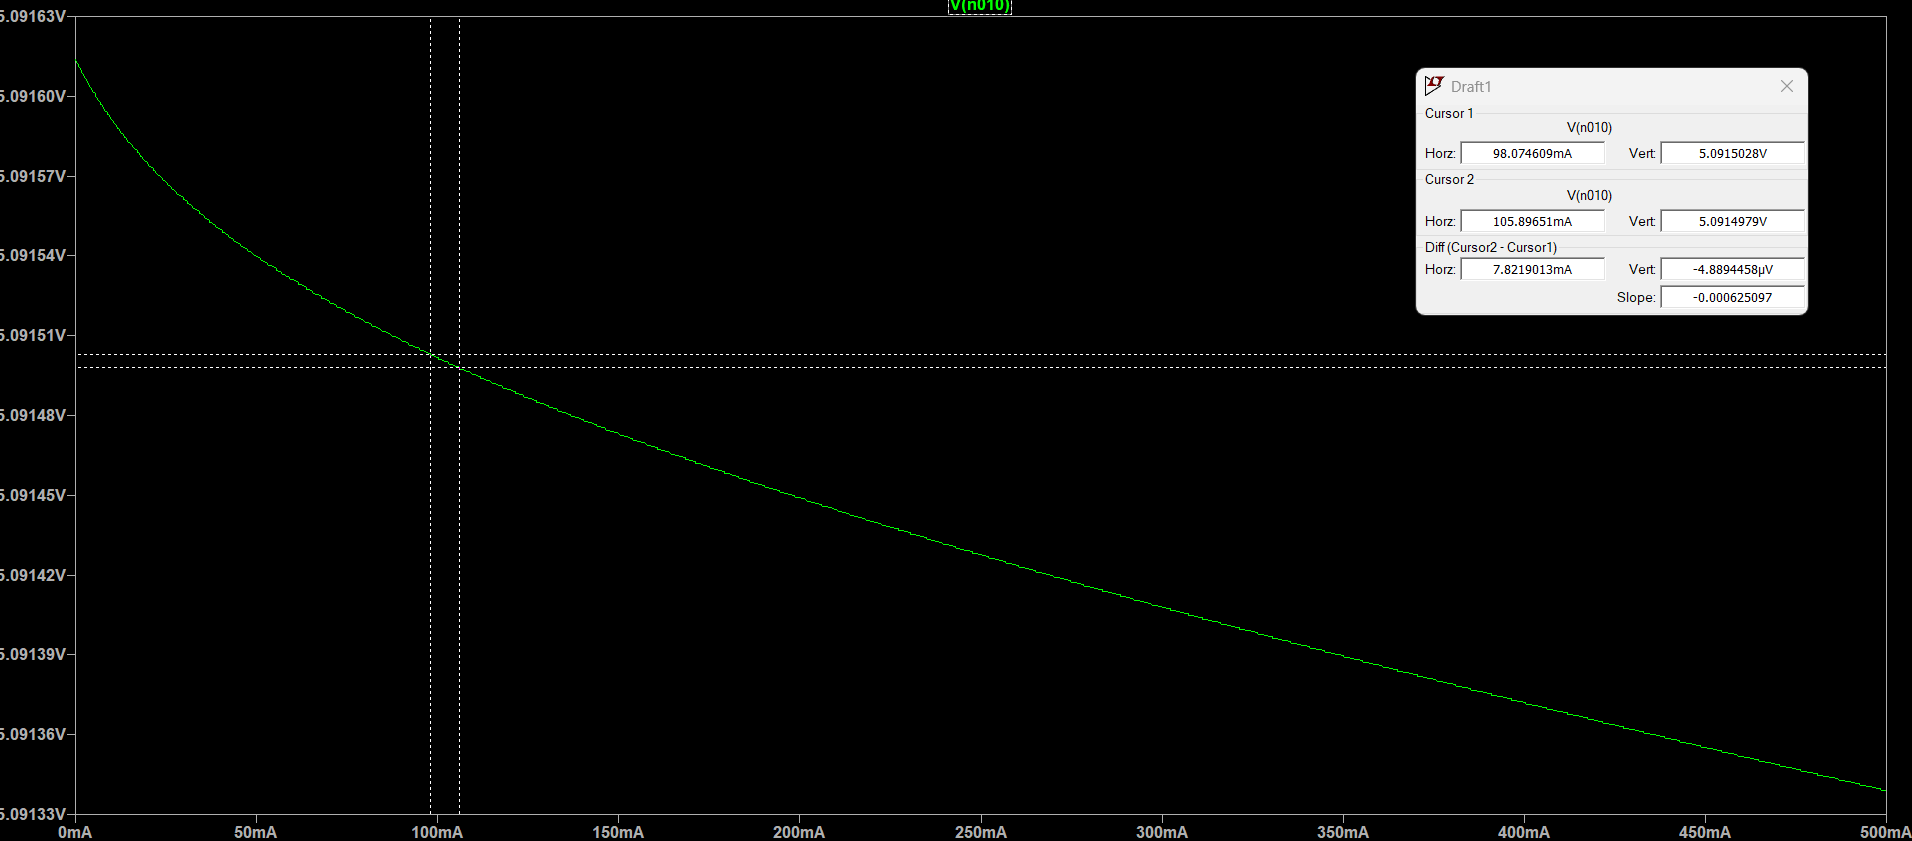 V(n010)
5.09163V
5.09160V
5.09157V
5.09154V
5.09151V
5.09148V
5.09145V
5.09142V
5.09139V
5.09136V
5.09133V
0mA 50mA 100mA 150mA 200mA 250mA 300mA 350mA 400mA 450mA 500mA
Draft1
Cursor 1
V(n010)
Horz: 98.074609mA Vert: 5.0915028V
Cursor 2
V(n010)
Horz: 105.89651mA Vert: 5.0914979V
Diff (Cursor2 - Cursor1)
Horz: 7.8219013mA Vert: -4.8894458µV
Slope: -0.000625097